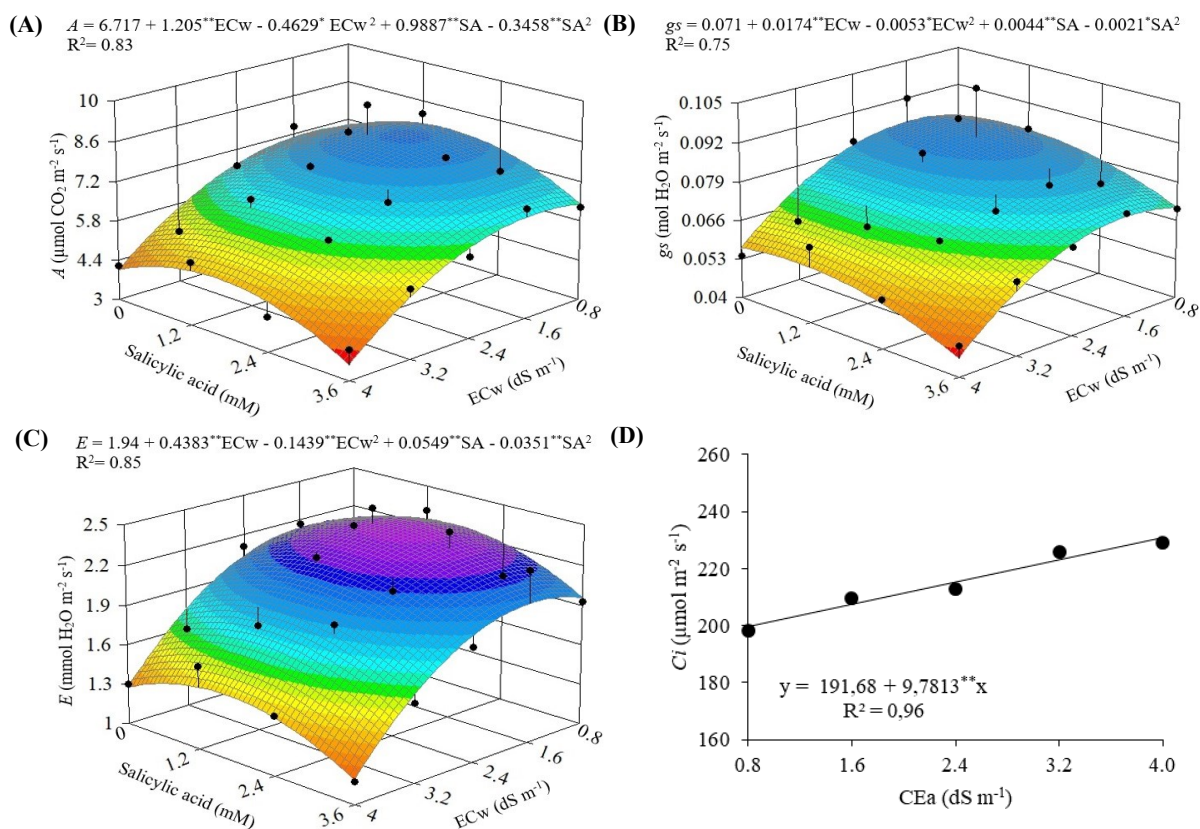 (A) A = 6.717 + 1.205**ECw - 0.4629* ECw² + 0.9887**SA - 0.3458**SA²
R²= 0.83
10
8.6
7.2
5.8
4.4
3
A (µmol CO₂ m⁻² s⁻¹)
0
1.2
2.4
3.6
Salicylic acid (mM)
4
3.2
2.4
1.6
0.8
ECw (dS m⁻¹)
(B) gs = 0.071 + 0.0174**ECw - 0.0053*ECw² + 0.0044**SA - 0.0021*SA²
R²= 0.75
0.105
0.092
0.079
0.066
0.053
0.04
gs (mol H₂O m⁻² s⁻¹)
0
1.2
2.4
3.6
Salicylic acid (mM)
4
3.2
2.4
1.6
0.8
ECw (dS m⁻¹)
(C) E = 1.94 + 0.4383**ECw - 0.1439**ECw² + 0.0549**SA - 0.0351**SA²
R²= 0.85
2.5
2.2
1.9
1.6
1.3
1
E (mmol H₂O m⁻² s⁻¹)
0
1.2
2.4
3.6
Salicylic acid (mM)
4
3.2
2.4
1.6
0.8
ECw (dS m⁻¹)
(D)
260
240
220
200
180
160
Ci (µmol m⁻² s⁻¹)
y = 191,68 + 9,7813**x
R² = 0,96
0.8
1.6
2.4
3.2
4.0
CEa (dS m⁻¹)